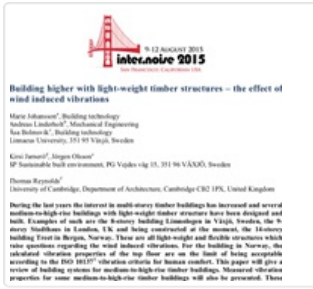 9-12 AUGUST 2015
inter.noise 2015
SAN FRANCISCO CALIFORNIA USA
Building higher with light-weight timber structures – the effect of
wind induced vibrations
Marie Johansson, Building technology
Andreas Linderholt, Mechanical Engineering
Building technology
Linnaeus University, 351 95 Växjö, Sweden
Kirsi Jarnerö, Jörgen Olsson
SP Sustainable built environment, PG Vejdes väg 15, 351 96 VÄXJÖ, Sweden
Thomas Reynolds
University of Cambridge, Department of Architecture, Cambridge CB2 1PX, United Kingdom
During the last years the interest in multi-storey timber buildings has increased and several
medium-to-high-rise buildings with light-weight timber structure have been designed and
built. Examples of such are the 8-storey building Limnologen in Växjö, Sweden, the 9-
storey Stadthaus in London, UK and being constructed at the moment, the 14-storey
building Treet in Bergen, Norway. These are all light-weight and flexible structures which
raise questions regarding the wind induced vibrations. For the building in Norway, the
calculated vibration properties of the top floor are on the limit of being acceptable
according to the ISO 10137 vibration criteria for human comfort. This paper will give a
review of building systems for medium-to-high-rise timber buildings. Measured vibration
properties for some medium-to-high-rise timber buildings will also be presented. These